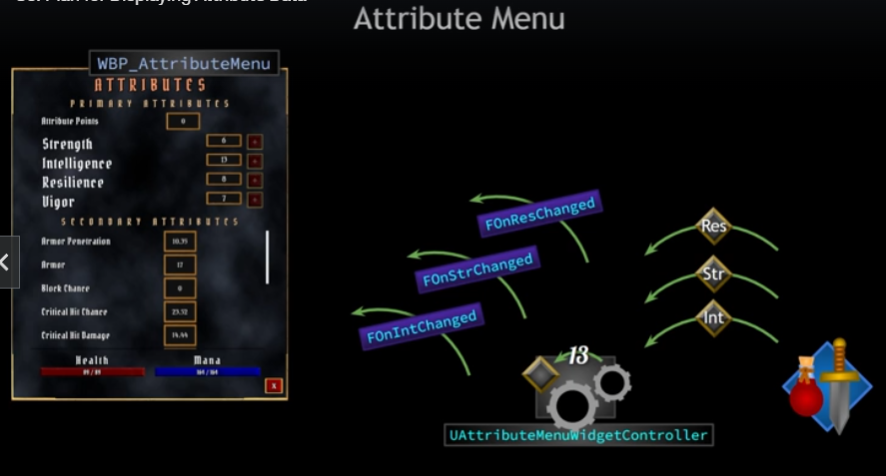 Attribute Menu
WBP_AttributeMenu
ATTRIBUTES
PRIMARY ATTRIBUTES
Attribute Points 0
Strength 6
Intelligence 13
Resilience 8
Vigor 7
SECONDARY ATTRIBUTES
Armor Penetration 10.35
Armor 17
Block Chance 0
Critical Hit Chance
Critical Hit Damage
Health Mana
X
FOnResChanged
FOnStrChanged
FOnIntChanged
Res
Str
Int
13
UAttributeMenuWidgetController